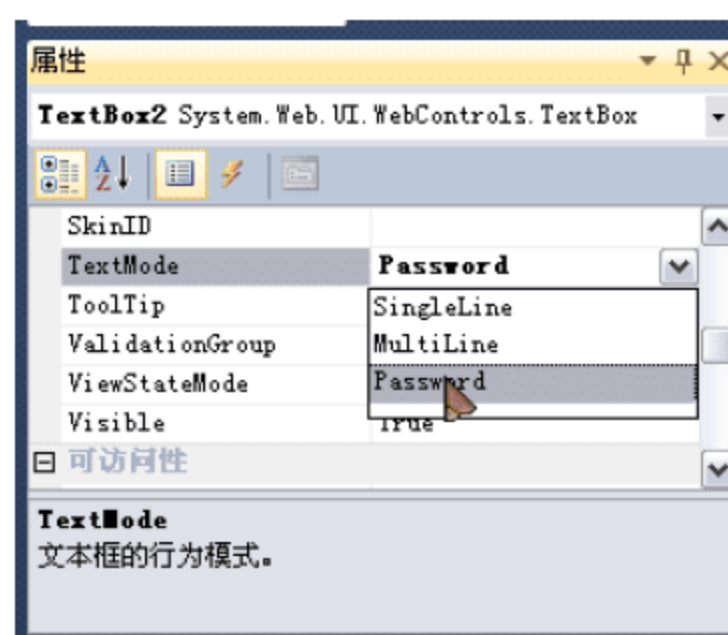 属性
TextBox2 System.Web.UI.WebControls.TextBox
SkinID
TextMode Password
ToolTip SingleLine
ValidationGroup MultiLine
ViewStateMode Password
Visible True
可访问性
TextMode
文本框的行为模式。